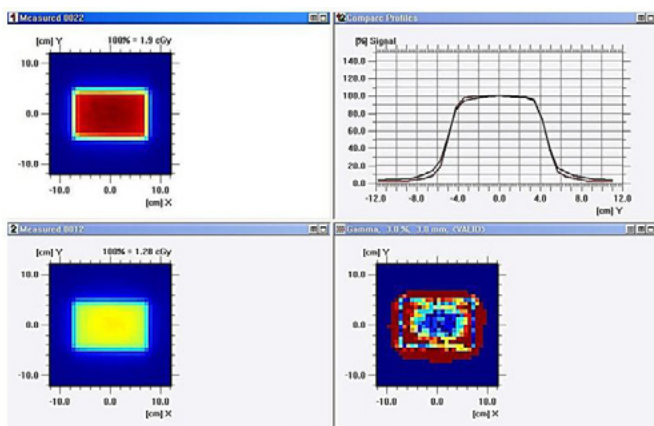 1 Measured 0022
[cm] Y 100% = 1.9 cGy
10.0
0.0
-10.0
-10.0 0.0 10.0
[cm] X
12 Compare Profiles
[%] Signal
140.0
120.0
100.0
80.0
60.0
40.0
20.0
0.0
-12.0 -8.0 -4.0 0.0 4.0 8.0 12.0
[cm] Y
2 Measured 0012
[cm] Y 100% = 1.28 cGy
10.0
0.0
-10.0
-10.0 0.0 10.0
[cm] X
Gamma, 3.0 %, 3.0 mm, <VALID>
[cm] Y
10.0
0.0
-10.0
-10.0 0.0 10.0
[cm] X